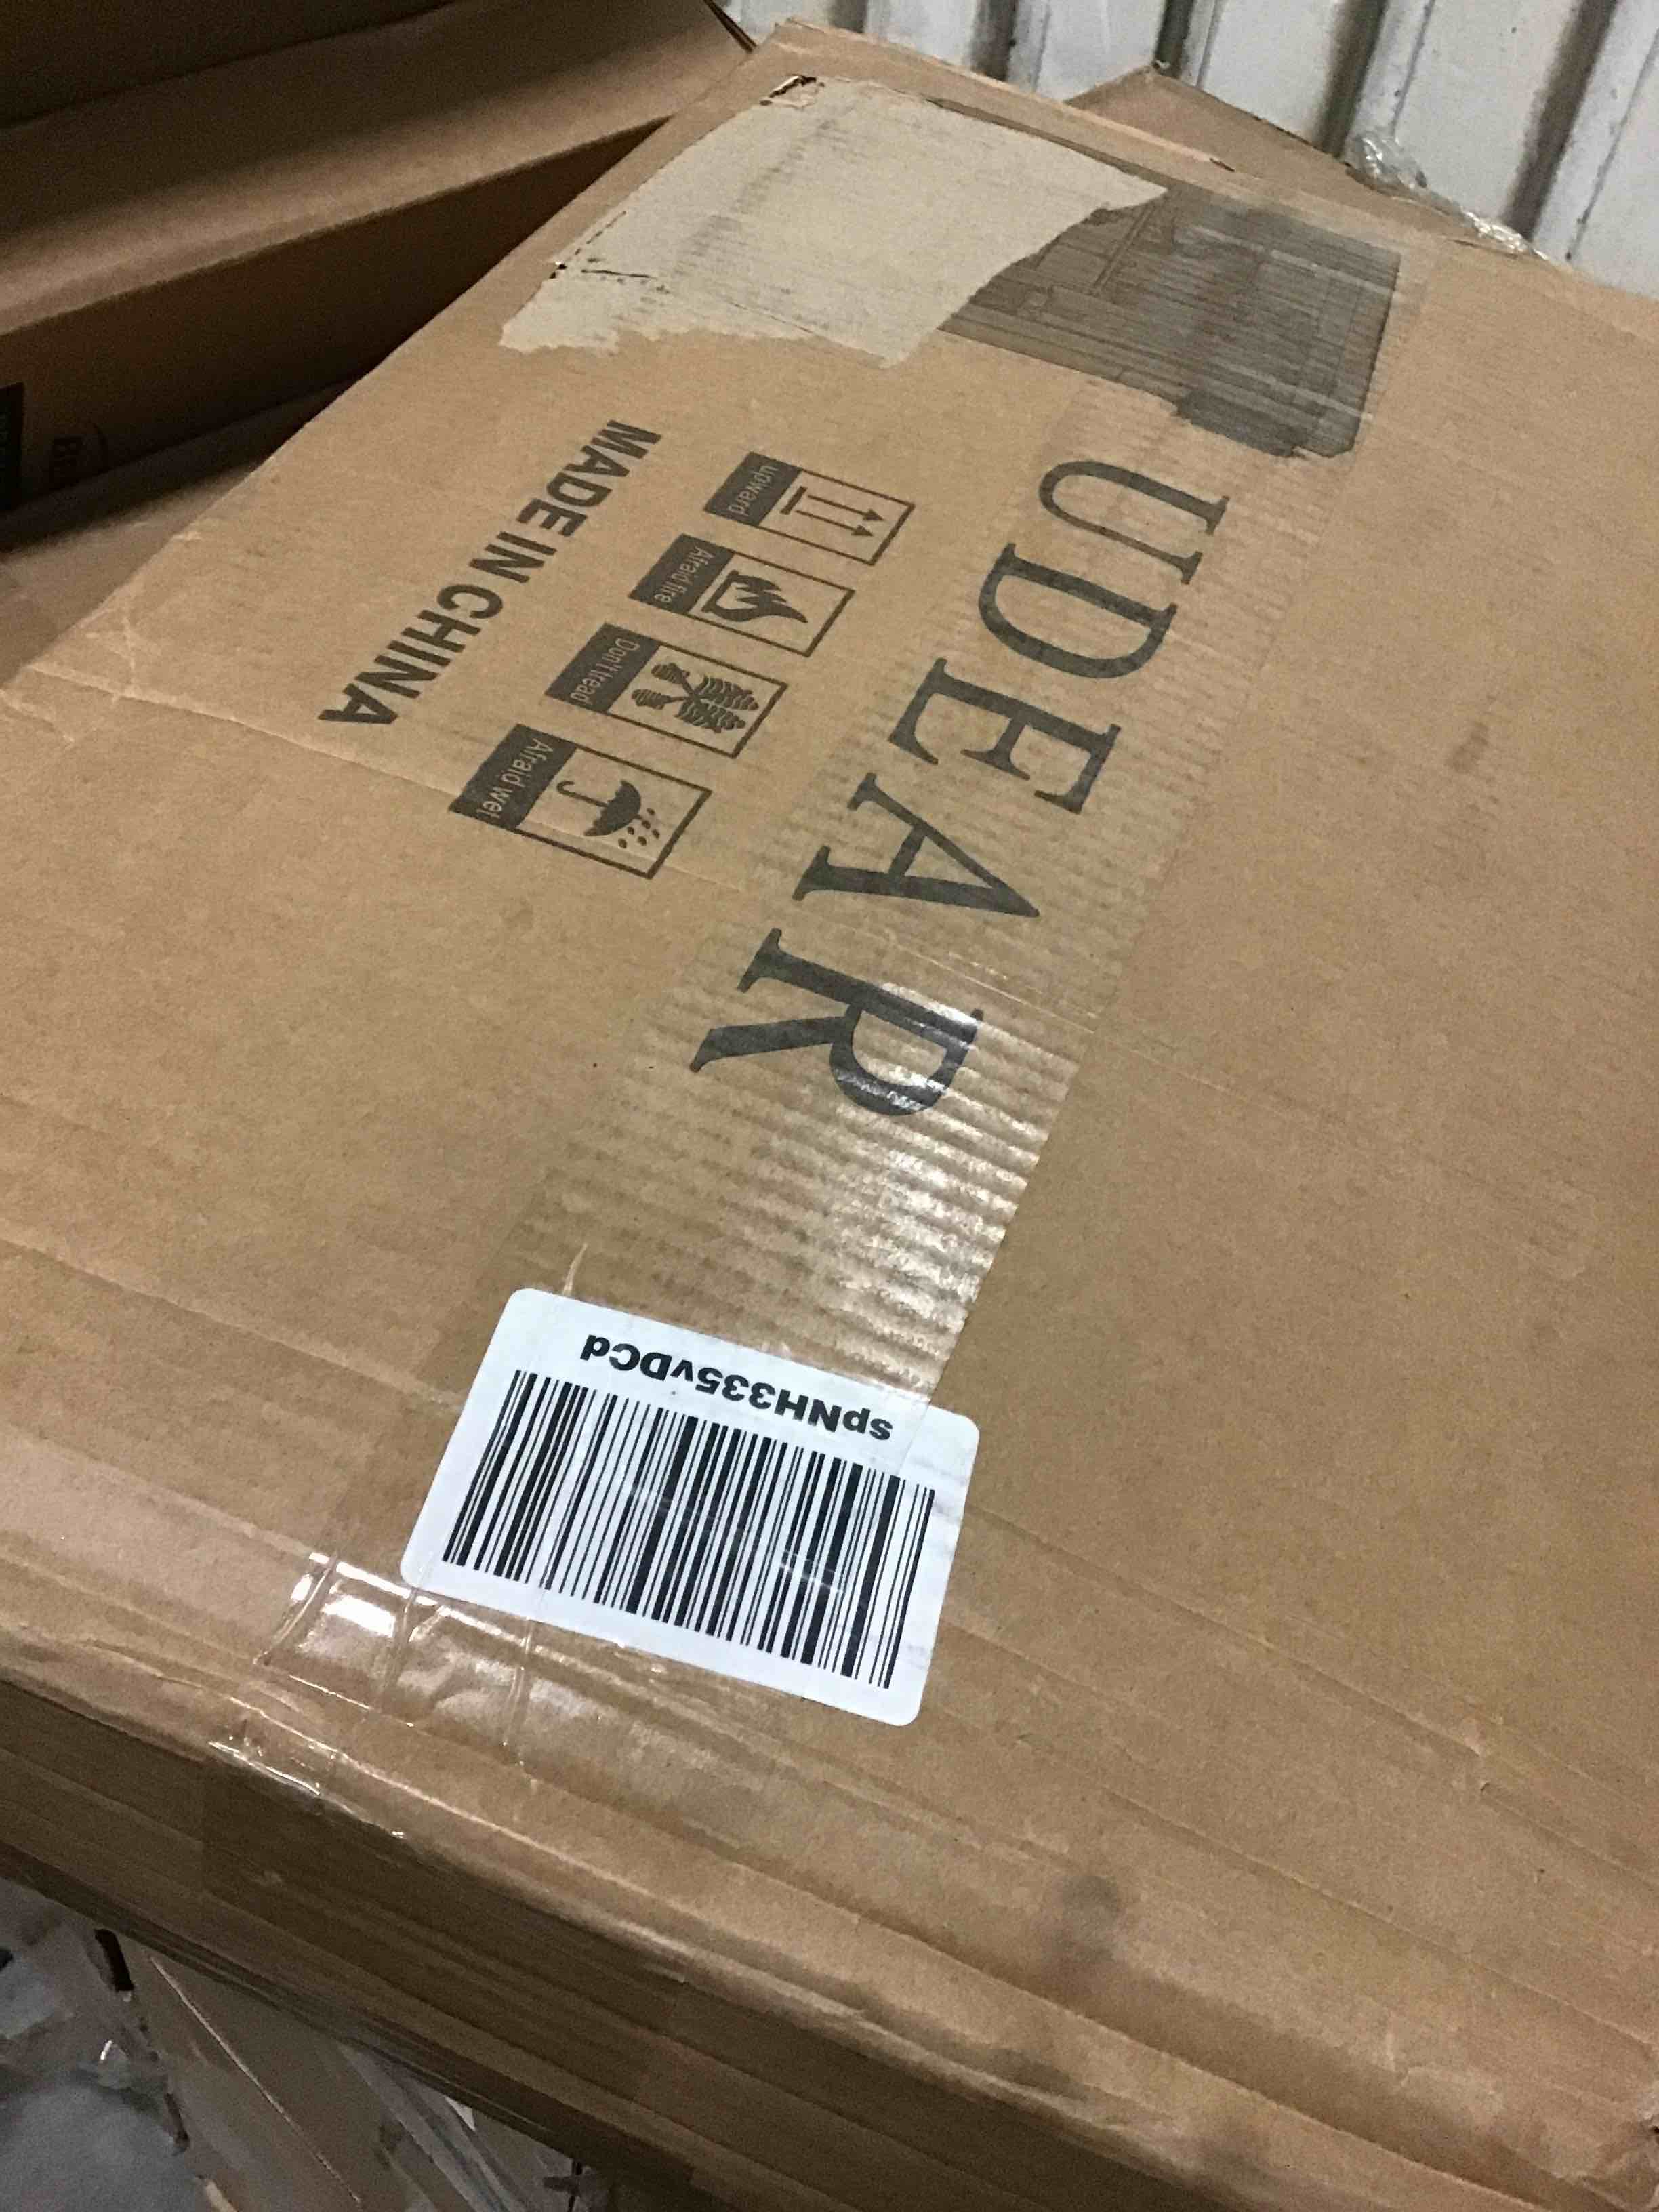 UDEAR
upward
Afraid fire
Don't tread
Afraid wet
MADE IN CHINA
spNH335vDCd